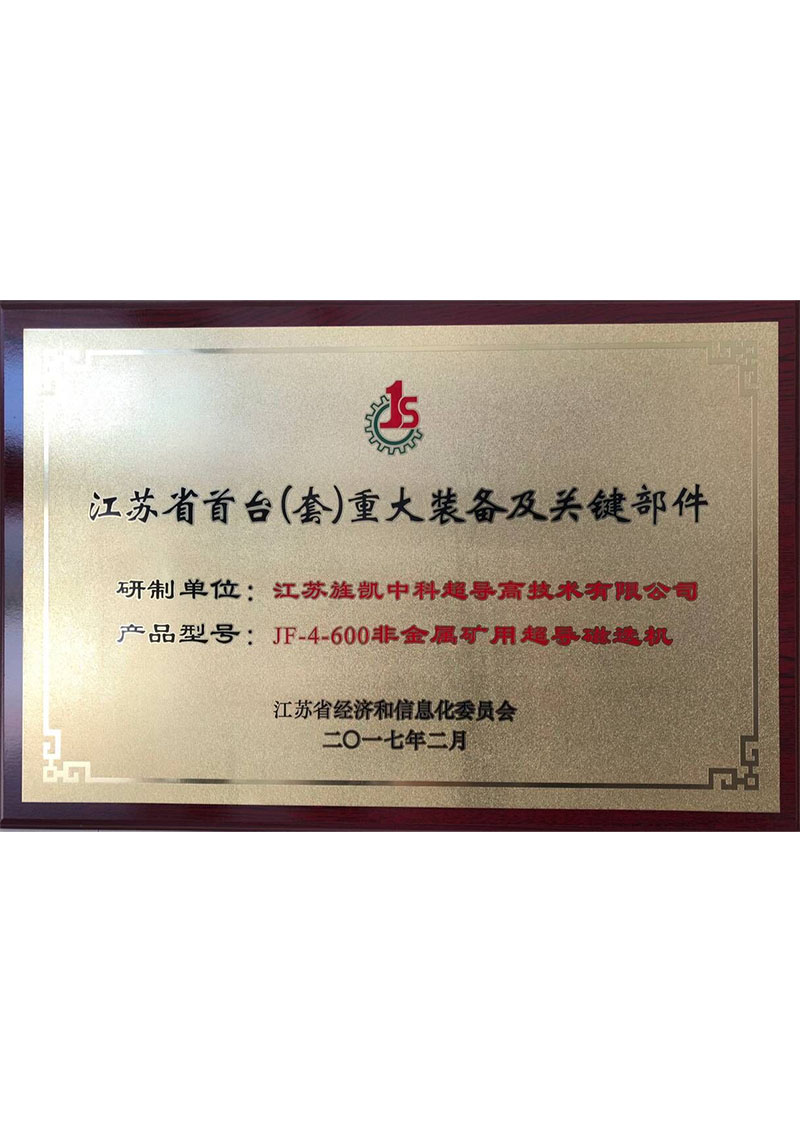 JS
江苏省首台(套)重大装备及关键部件
研制单位：江苏旌凯中科超导高技术有限公司
产品型号：JF-4-600非金属矿用超导磁选机
江苏省经济和信息化委员会
二〇一七年二月